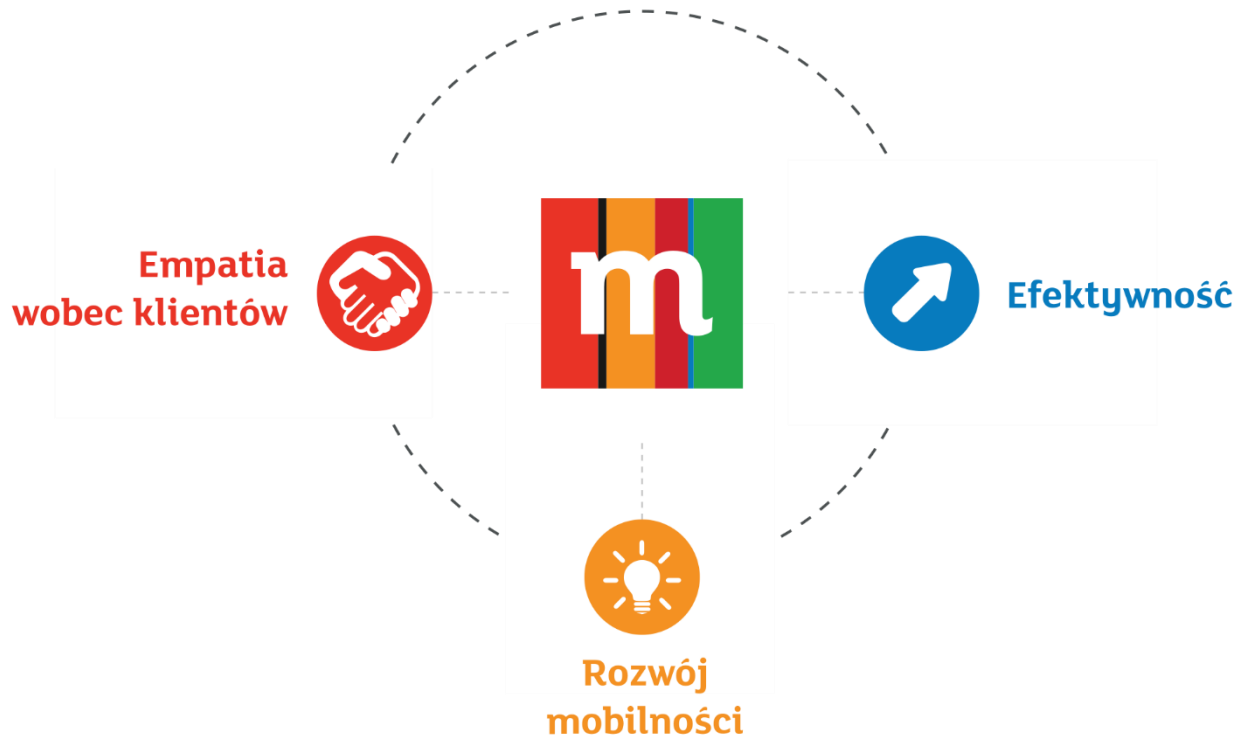 Empatia
wobec klientów
m
Efektywność
Rozwój
mobilności